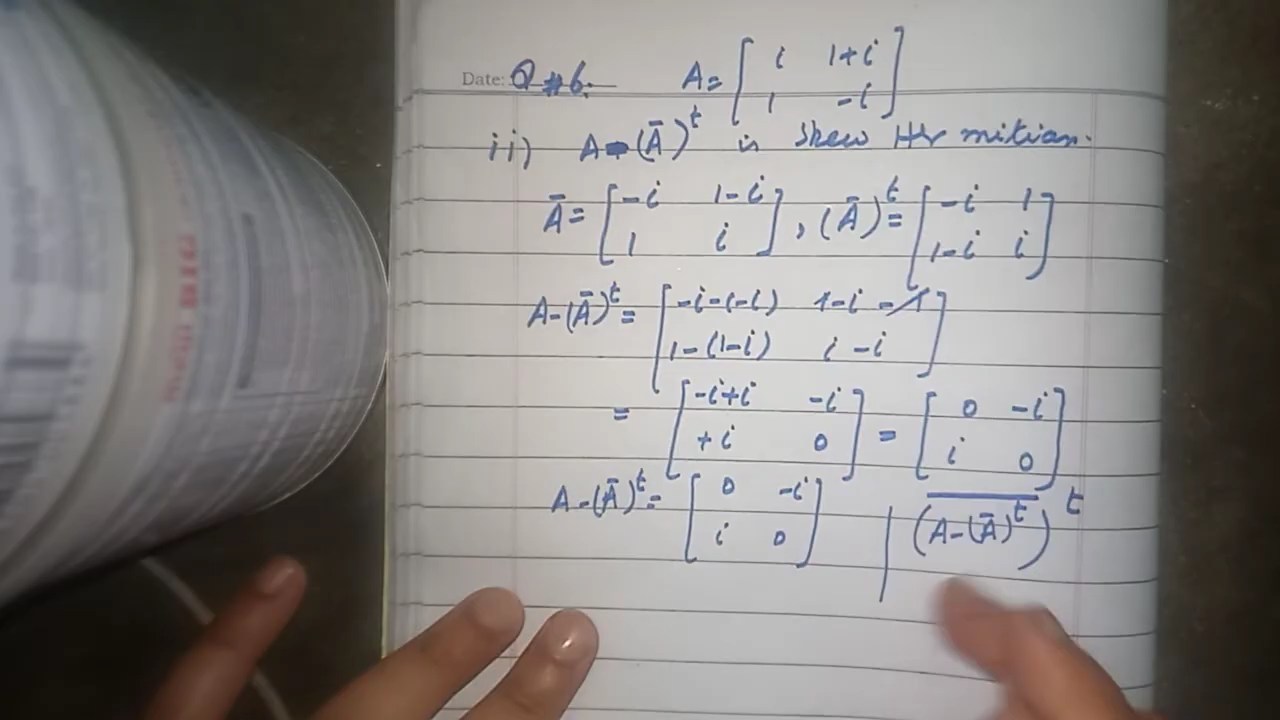 Date: Q#6:- A= [ i 1+i
1 -i ]
ii) A-(Ā)^t is skew Hermitian.
Ā= [ -i 1-i
1 i ] , (Ā)^t= [ -i 1
1-i i ]
A-(Ā)^t= [ -i-(-i) 1-i-1
1-(1-i) i-i ]
= [ -i+i -i
+i 0 ] = [ 0 -i
i 0 ]
A-(Ā)^t= [ 0 -i
i 0 ] | (\overline{A-(Ā)^t})^t